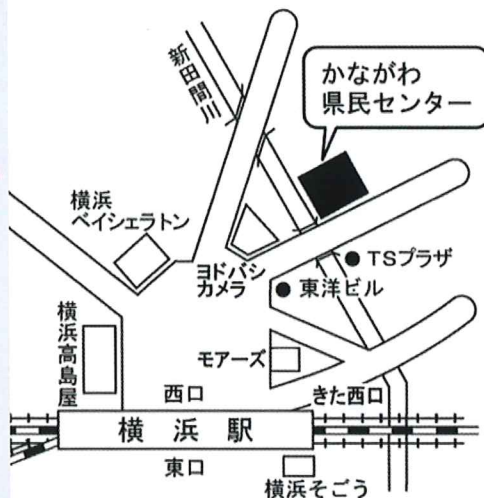 新田間川
かながわ
県民センター
横浜
ベイシェラトン
ヨドバシ
カメラ
TSプラザ
東洋ビル
横浜高島屋
モアーズ
西口
きた西口
横浜駅
東口
横浜そごう